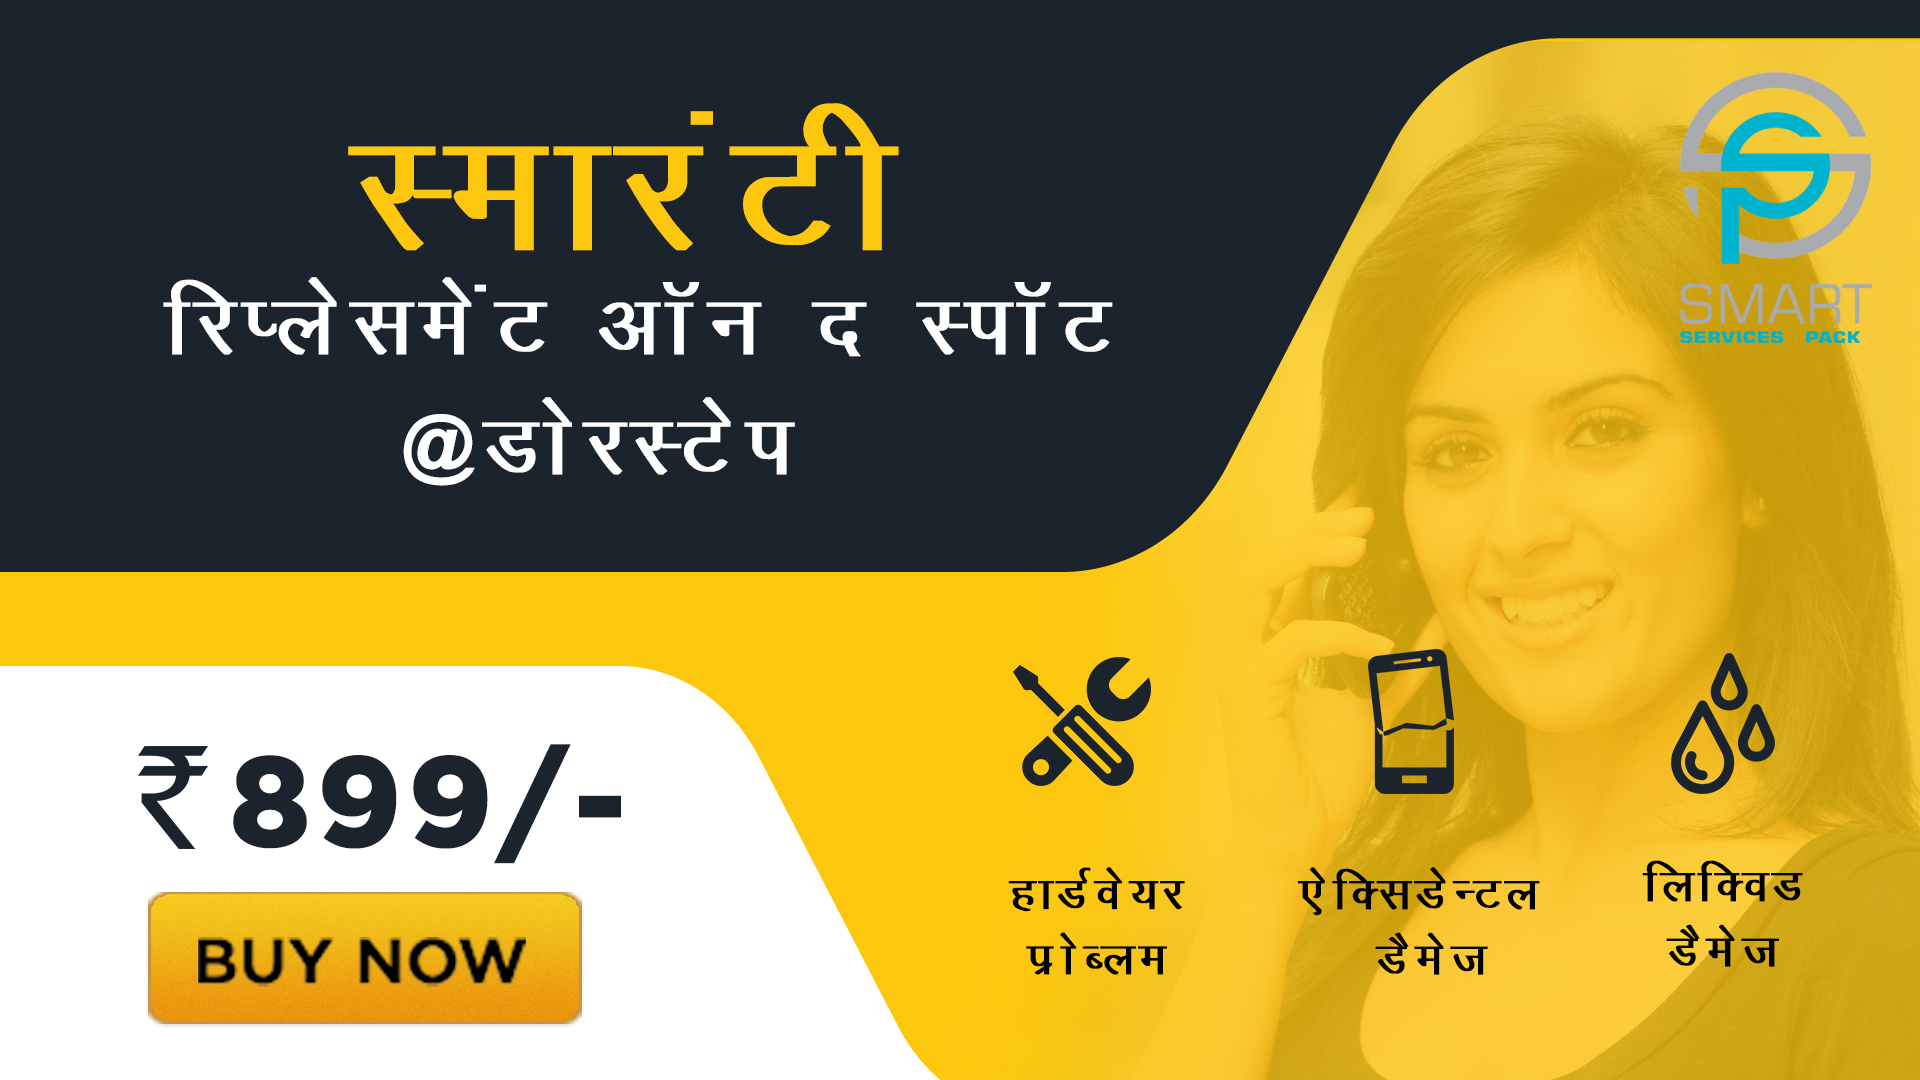 स्मारंटी
रिप्लेसमेंट ऑन द स्पॉट
@डोरस्टेप
SMART
SERVICES PACK
₹899/-
BUY NOW
हार्डवेयर
प्रोब्लम
ऐक्सिडेन्टल
डैमेज
लिक्विड
डैमेज